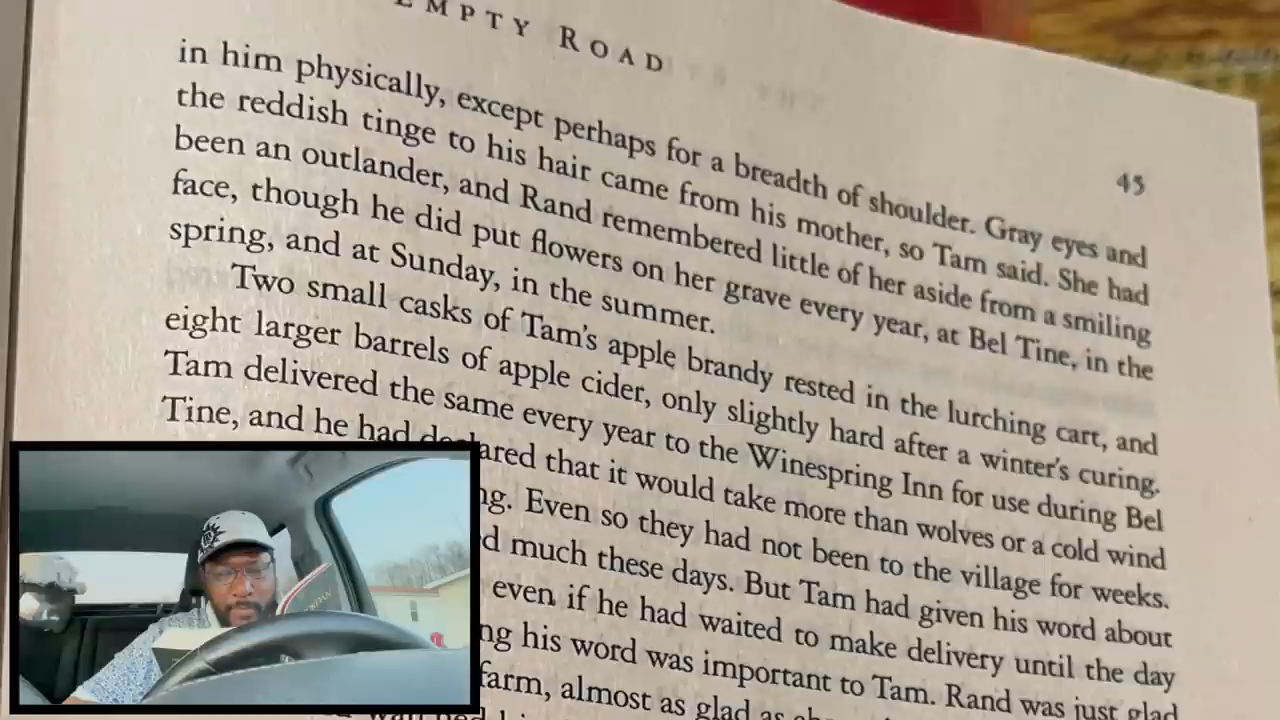 EMPTY ROAD
45
in him physically, except perhaps for a breadth of shoulder. Gray eyes and
the reddish tinge to his hair came from his mother, so Tam said. She had
been an outlander, and Rand remembered little of her aside from a smiling
face, though he did put flowers on her grave every year, at Bel Tine, in the
spring, and at Sunday, in the summer.
Two small casks of Tam's apple brandy rested in the lurching cart, and
eight larger barrels of apple cider, only slightly hard after a winter's curing.
Tam delivered the same every year to the Winespring Inn for use during Bel
Tine, and he had declared that it would take more than wolves or a cold wind
Even so they had not been to the village for weeks.
much these days. But Tam had given his word about
even if he had waited to make delivery until the day
his word was important to Tam. Rand was just glad
farm, almost as glad as